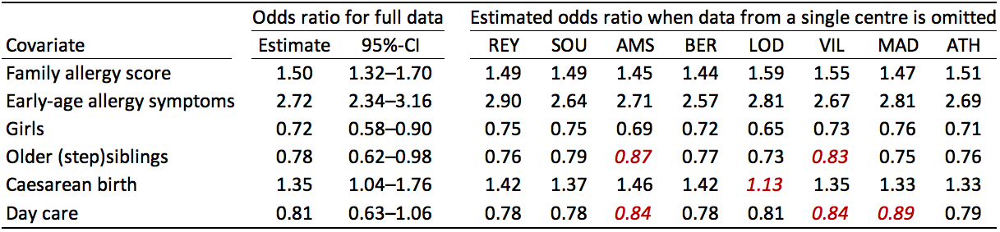 Odds ratio for full data Estimated odds ratio when data from a single centre is omitted
Covariate Estimate 95%-CI REY SOU AMS BER LOD VIL MAD ATH
Family allergy score 1.50 1.32–1.70 1.49 1.49 1.45 1.44 1.59 1.55 1.47 1.51
Early-age allergy symptoms 2.72 2.34–3.16 2.90 2.64 2.71 2.57 2.81 2.67 2.81 2.69
Girls 0.72 0.58–0.90 0.75 0.75 0.69 0.72 0.65 0.73 0.76 0.71
Older (step)siblings 0.78 0.62–0.98 0.76 0.79 0.87 0.77 0.73 0.83 0.75 0.76
Caesarean birth 1.35 1.04–1.76 1.42 1.37 1.46 1.42 1.13 1.35 1.33 1.33
Day care 0.81 0.63–1.06 0.78 0.78 0.84 0.78 0.81 0.84 0.89 0.79